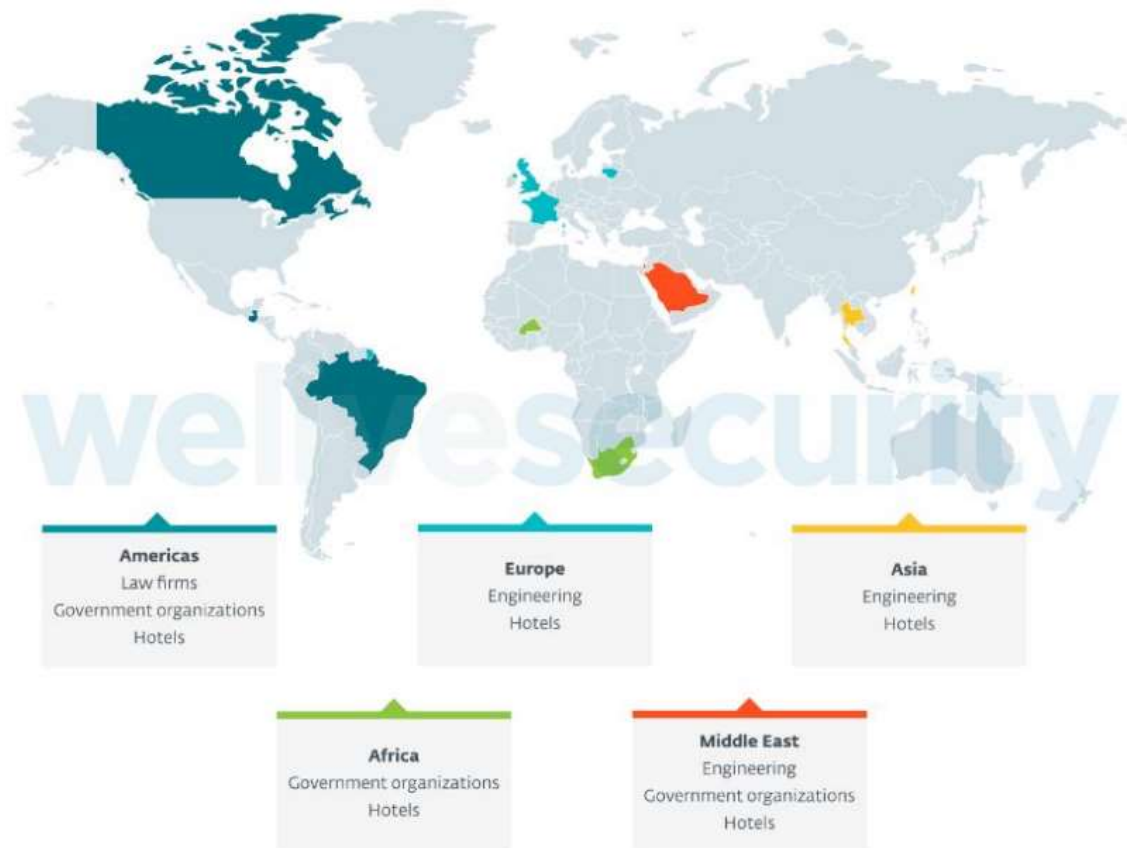 welivesecurity
Americas
Law firms
Government organizations
Hotels
Europe
Engineering
Hotels
Asia
Engineering
Hotels
Africa
Government organizations
Hotels
Middle East
Engineering
Government organizations
Hotels